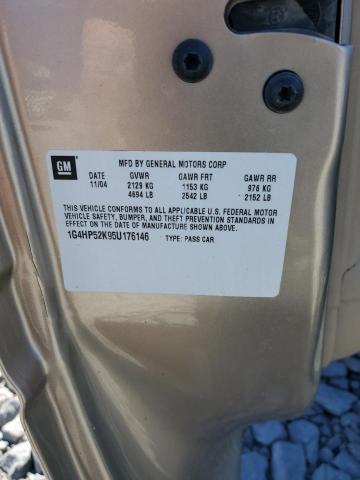 GM
MFD BY GENERAL MOTORS CORP
DATE GVWR GAWR FRT GAWR RR
11/04 2129 KG 1153 KG 976 KG
4694 LB 2542 LB 2152 LB
THIS VEHICLE CONFORMS TO ALL APPLICABLE U.S. FEDERAL MOTOR
VEHICLE SAFETY, BUMPER, AND THEFT PREVENTION STANDARDS IN
EFFECT ON THE DATE OF MANUFACTURE SHOWN ABOVE.
1G4HP52K95U176146 TYPE: PASS CAR